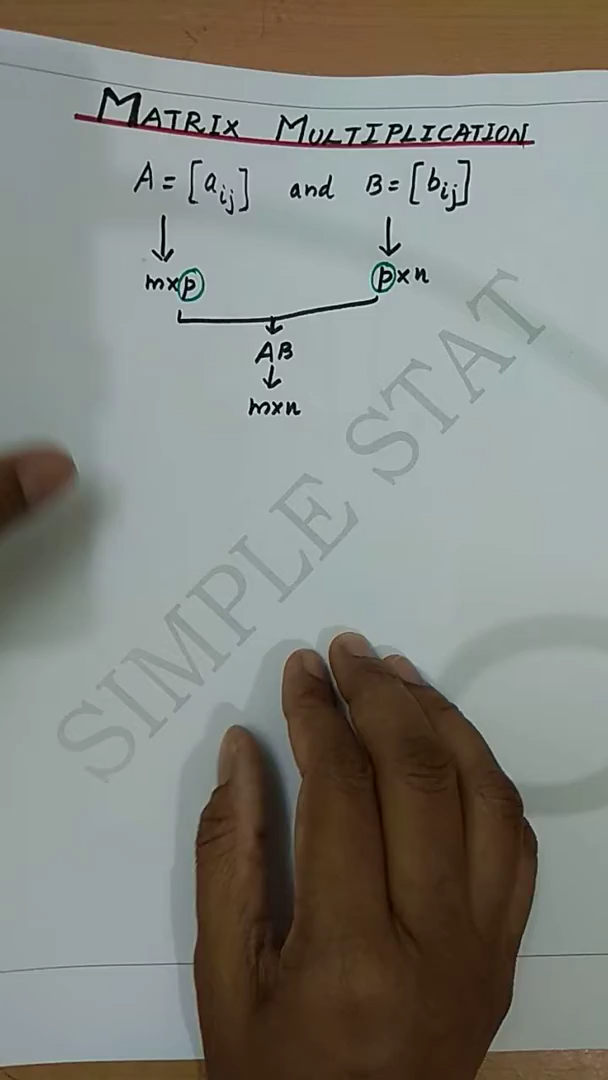 MATRIX MULTIPLICATION
A = [aij] and B = [bij]
m×p p×n
AB
m×n
SIMPLE STAT